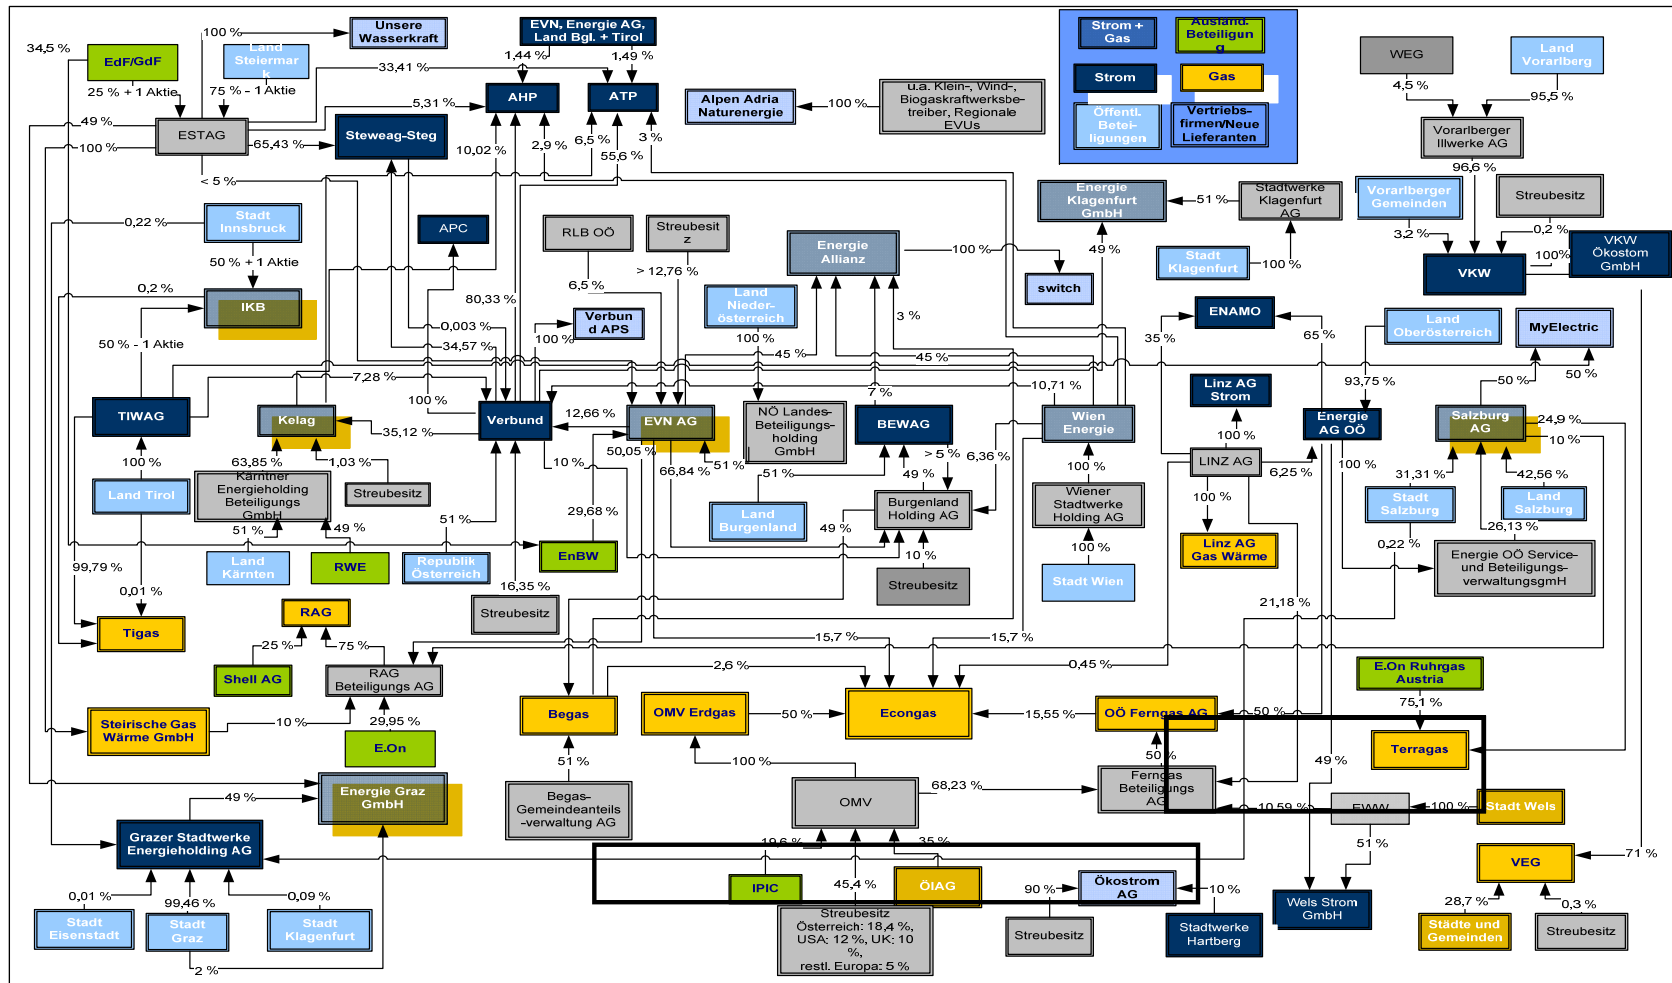 Unsere
Wasserkraft
EVN, Energie AG,
Land Bgl. + Tirol
Strom +
Gas
Ausländ.
Beteiligun
g
Strom
Gas
Öffentl.
Betei-
ligungen
Vertriebs-
firmen/Neue
Lieferanten
34,5 %
EdF/GdF
Land
Steiermar
k
100 %
25 % + 1 Aktie
75 % - 1 Aktie
33,41 %
1,44 %
1,49 %
AHP
ATP
5,31 %
49 %
100 %
ESTAG
65,43 %
Steweag-Steg
10,02 %
2,9 %
6,5 %
55,6 %
3 %
< 5 %
Alpen Adria
Naturenergie
100 %
u.a. Klein-, Wind-,
Biogaskraftwerksbe-
treiber, Regionale
EVUs
WEG
Land
Vorarlberg
4,5 %
95,5 %
Vorarlberger
Illwerke AG
96,6 %
Energie
Klagenfurt
GmbH
51 %
Stadtwerke
Klagenfurt
AG
49 %
Stadt
Klagenfurt
100 %
Vorarlberger
Gemeinden
Streubesitz
3,2 %
0,2 %
VKW
100%
VKW
Ökostom
GmbH
0,22 %
Stadt
Innsbruck
50 % + 1 Aktie
0,2 %
IKB
50 % - 1 Aktie
APC
RLB OÖ
Streubesit
z
6,5 %
> 12,76 %
Energie
Allianz
100 %
switch
Land
Nieder-
österreich
100 %
80,33 %
0,003 %
34,57 %
Verbun
d APS
100 %
3 %
45 %
45 %
ENAMO
35 %
65 %
Land
Oberösterreich
MyElectric
93,75 %
50 %
50 %
7,28 %
100 %
TIWAG
Kelag
35,12 %
Verbund
12,66 %
EVN AG
NÖ Landes-
Beteiligungs-
holding
GmbH
7 %
BEWAG
10,71 %
Wien
Energie
Linz AG
Strom
100 %
Energie
AG OÖ
Salzburg
AG
24,9 %
10 %
50,05 %
51 %
66,84 %
10 %
100 %
63,85 %
1,03 %
Land Tirol
Kärntner
Energieholding
Beteiligungs
GmbH
Streubesitz
51 %
49 %
> 5 %
6,36 %
100 %
LINZ AG
6,25 %
100 %
31,31 %
42,56 %
Stadt
Salzburg
Land
Salzburg
Land
Burgenland
Burgenland
Holding AG
Wiener
Stadtwerke
Holding AG
100 %
49 %
51 %
49 %
51 %
29,68 %
EnBW
10 %
100 %
Linz AG
Gas Wärme
0,22 %
26,13 %
Energie OÖ Service-
und Beteiligungs-
verwaltungsgmH
99,79 %
0,01 %
Land
Kärnten
RWE
Republik
Österreich
16,35 %
Streubesitz
Streubesitz
Stadt Wien
RAG
Tigas
25 %
75 %
Shell AG
RAG
Beteiligungs AG
15,7 %
15,7 %
21,18 %
0,45 %
2,6 %
E.On Ruhrgas
Austria
75,1 %
Steirische Gas
Wärme GmbH
10 %
29,95 %
E.On
Begas
OMV Erdgas
50 %
Econgas
15,55 %
OÖ Ferngas AG
50 %
Terragas
51 %
100 %
50 %
49 %
Energie Graz
GmbH
49 %
Begas-
Gemeindeanteils
-verwaltung AG
OMV
68,23 %
Ferngas
Beteiligungs
AG
10,59 %
EWW
100 %
Stadt Wels
Grazer Stadtwerke
Energieholding AG
19,6 %
35 %
51 %
VEG
71 %
IPIC
45,4 %
ÖIAG
90 %
Ökostrom
AG
10 %
Wels Strom
GmbH
28,7 %
0,3 %
0,01 %
99,46 %
0,09 %
Stadt
Eisenstadt
Stadt
Graz
Stadt
Klagenfurt
2 %
Streubesitz
Österreich: 18,4 %,
USA: 12 %, UK: 10
%,
restl. Europa: 5 %
Streubesitz
Stadtwerke
Hartberg
Städte und
Gemeinden
Streubesitz